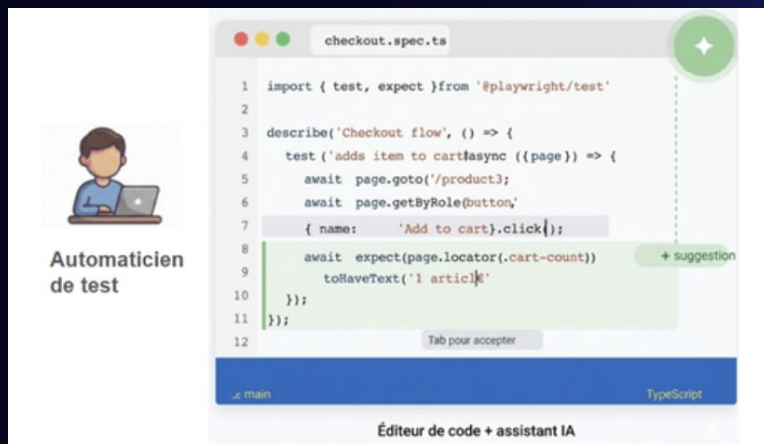 checkout.spec.ts
1 import { test, expect }from '@playwright/test'
2
3 describe('Checkout flow', () => {
4 test ('adds item to cart async ({page}) => {
5 await page.goto('/product3;
6 await page.getByRole(button,'
7 { name: 'Add to cart}.click();
8 await expect(page.locator(.cart-count))
9 toHaveText('1 articl
10 });
11 });
12
Automaticien
de test
+ suggestion
Tab pour accepter
main
TypeScript
Éditeur de code + assistant IA